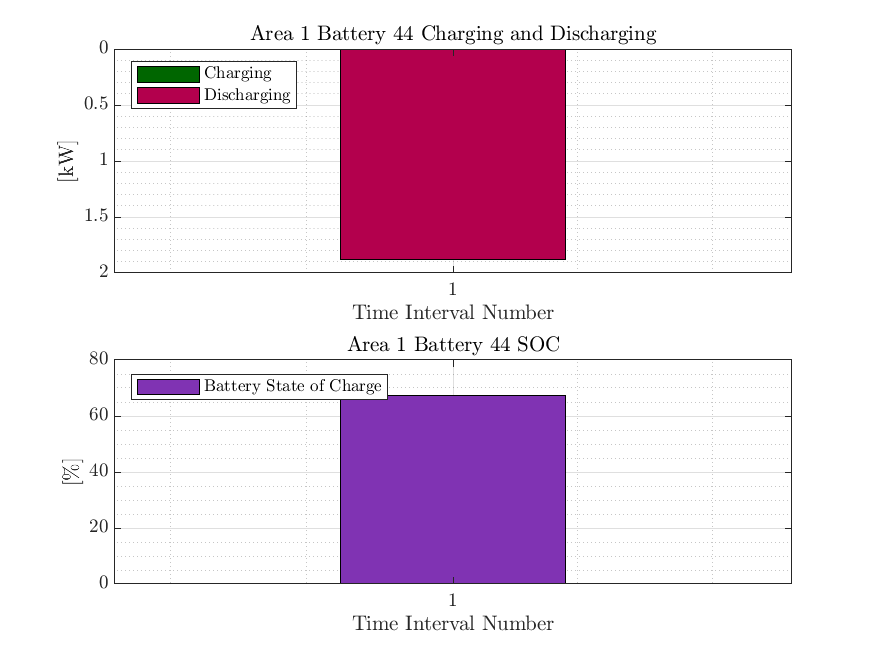 Area 1 Battery 44 Charging and Discharging
0
0.5
1
1.5
2
[kW]
Charging
Discharging
1
Time Interval Number
Area 1 Battery 44 SOC
80
60
40
20
0
[%]
Battery State of Charge
1
Time Interval Number